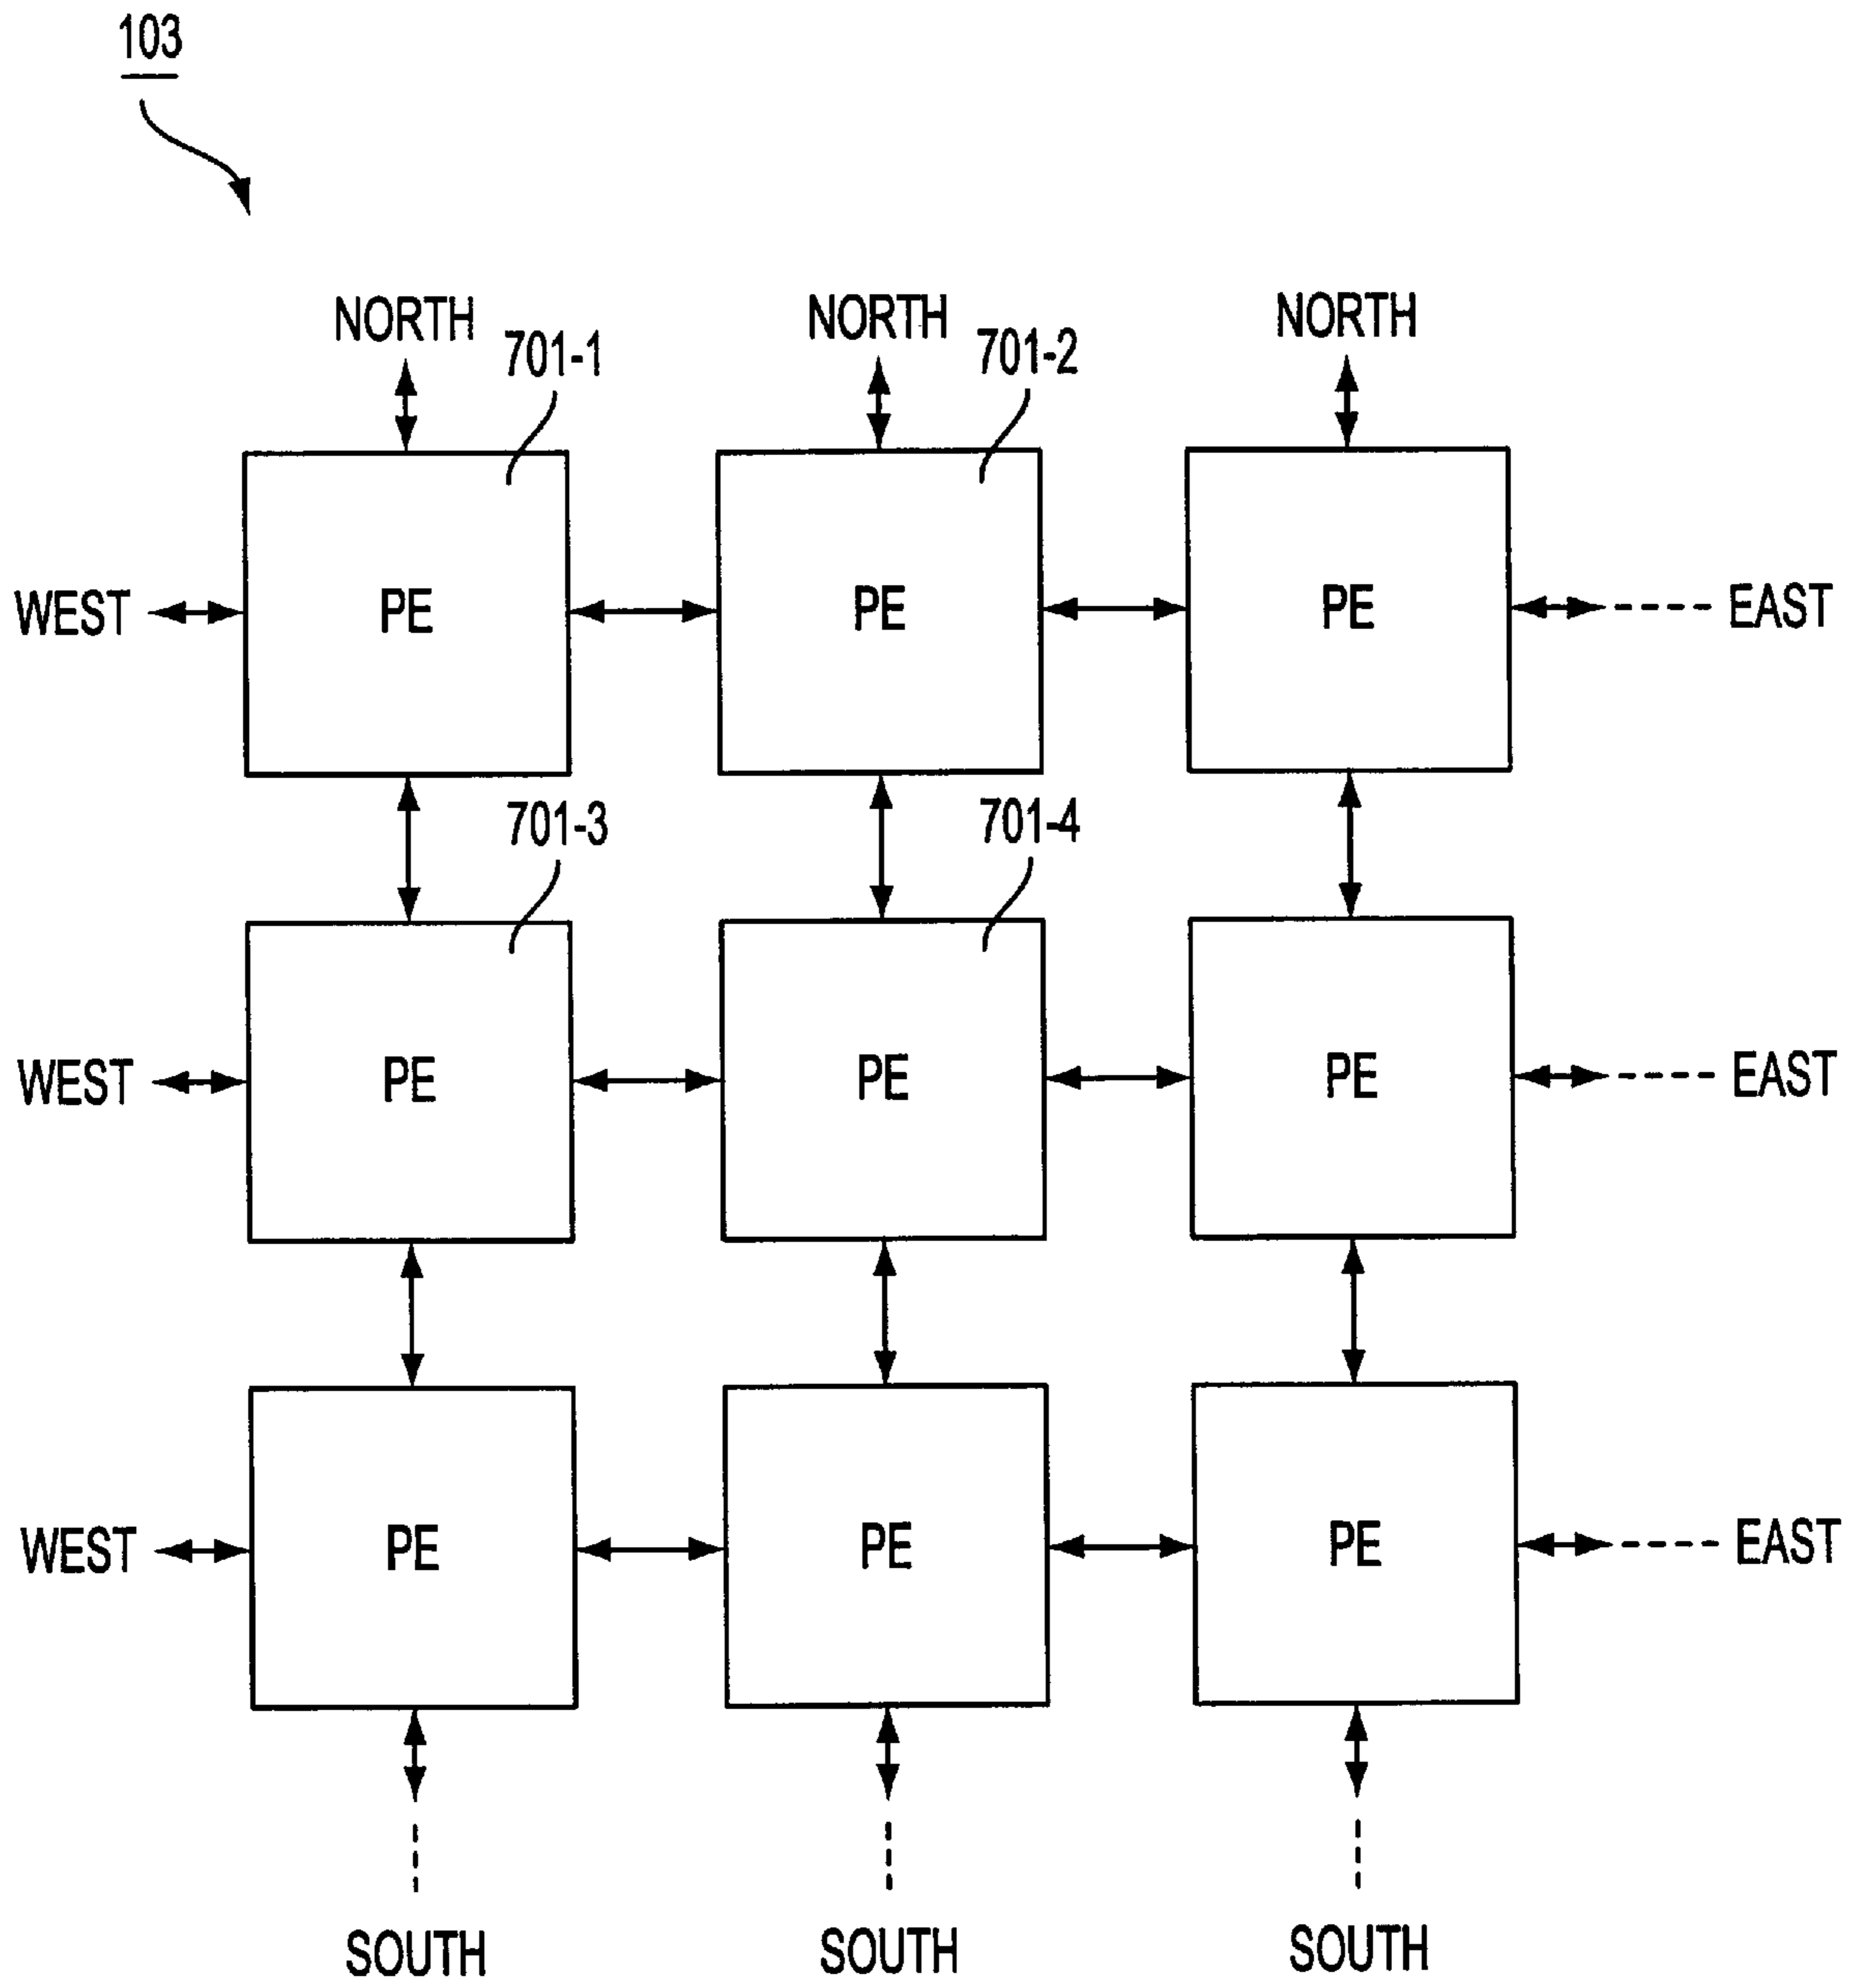 103
NORTH NORTH NORTH
701-1 701-2
WEST PE PE PE EAST
701-3 701-4
WEST PE PE PE EAST
WEST PE PE PE EAST
SOUTH SOUTH SOUTH